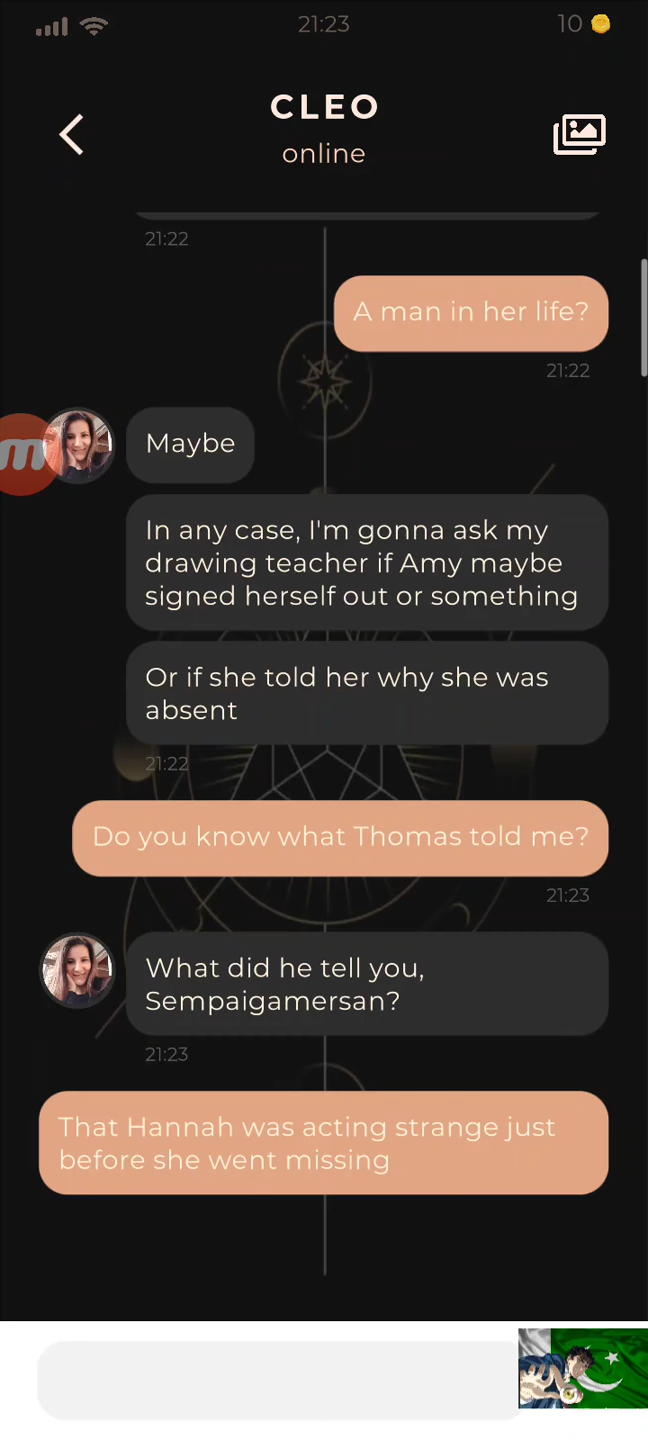 21:23
10
CLEO
online
21:22
A man in her life?
21:22
m
Maybe
In any case, I'm gonna ask my
drawing teacher if Amy maybe
signed herself out or something
Or if she told her why she was
absent
21:22
Do you know what Thomas told me?
21:23
What did he tell you,
Sempaigamersan?
21:23
That Hannah was acting strange just
before she went missing